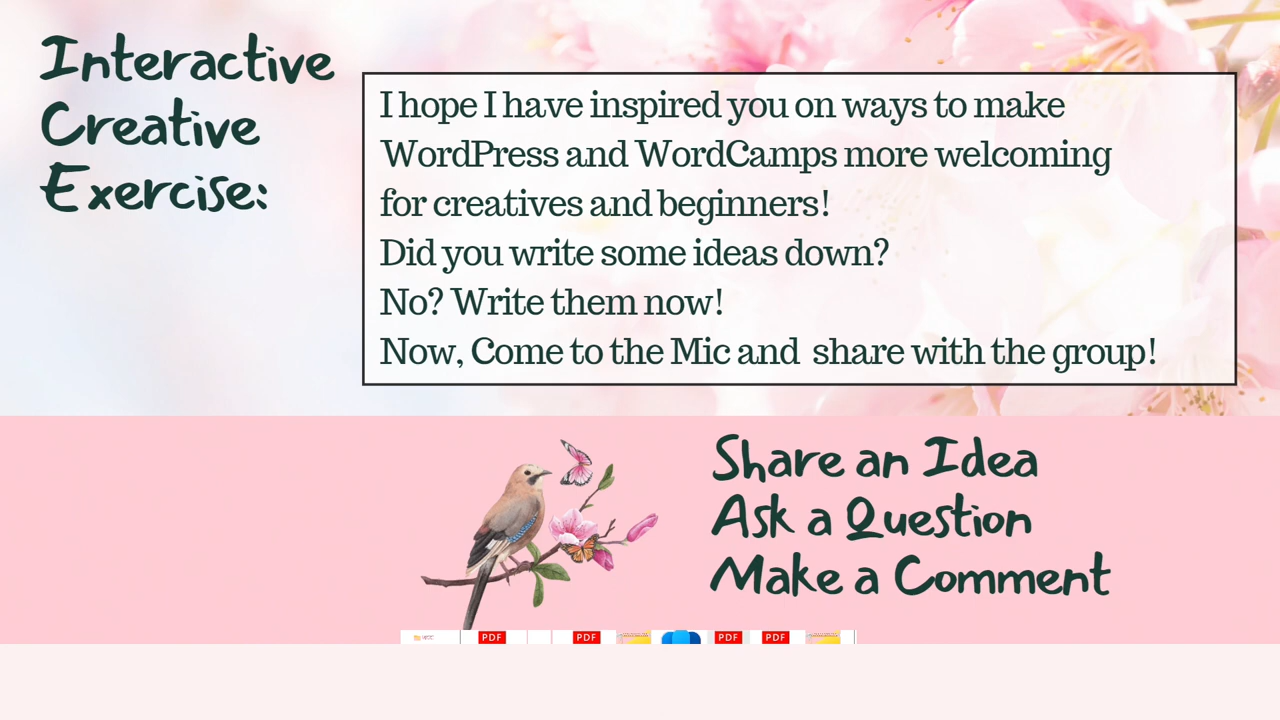 Interactive
Creative
Exercise:
I hope I have inspired you on ways to make
WordPress and WordCamps more welcoming
for creatives and beginners!
Did you write some ideas down?
No? Write them now!
Now, Come to the Mic and  share with the group!
Share an Idea
Ask a Question
Make a Comment
PDF
PDF
PDF
PDF